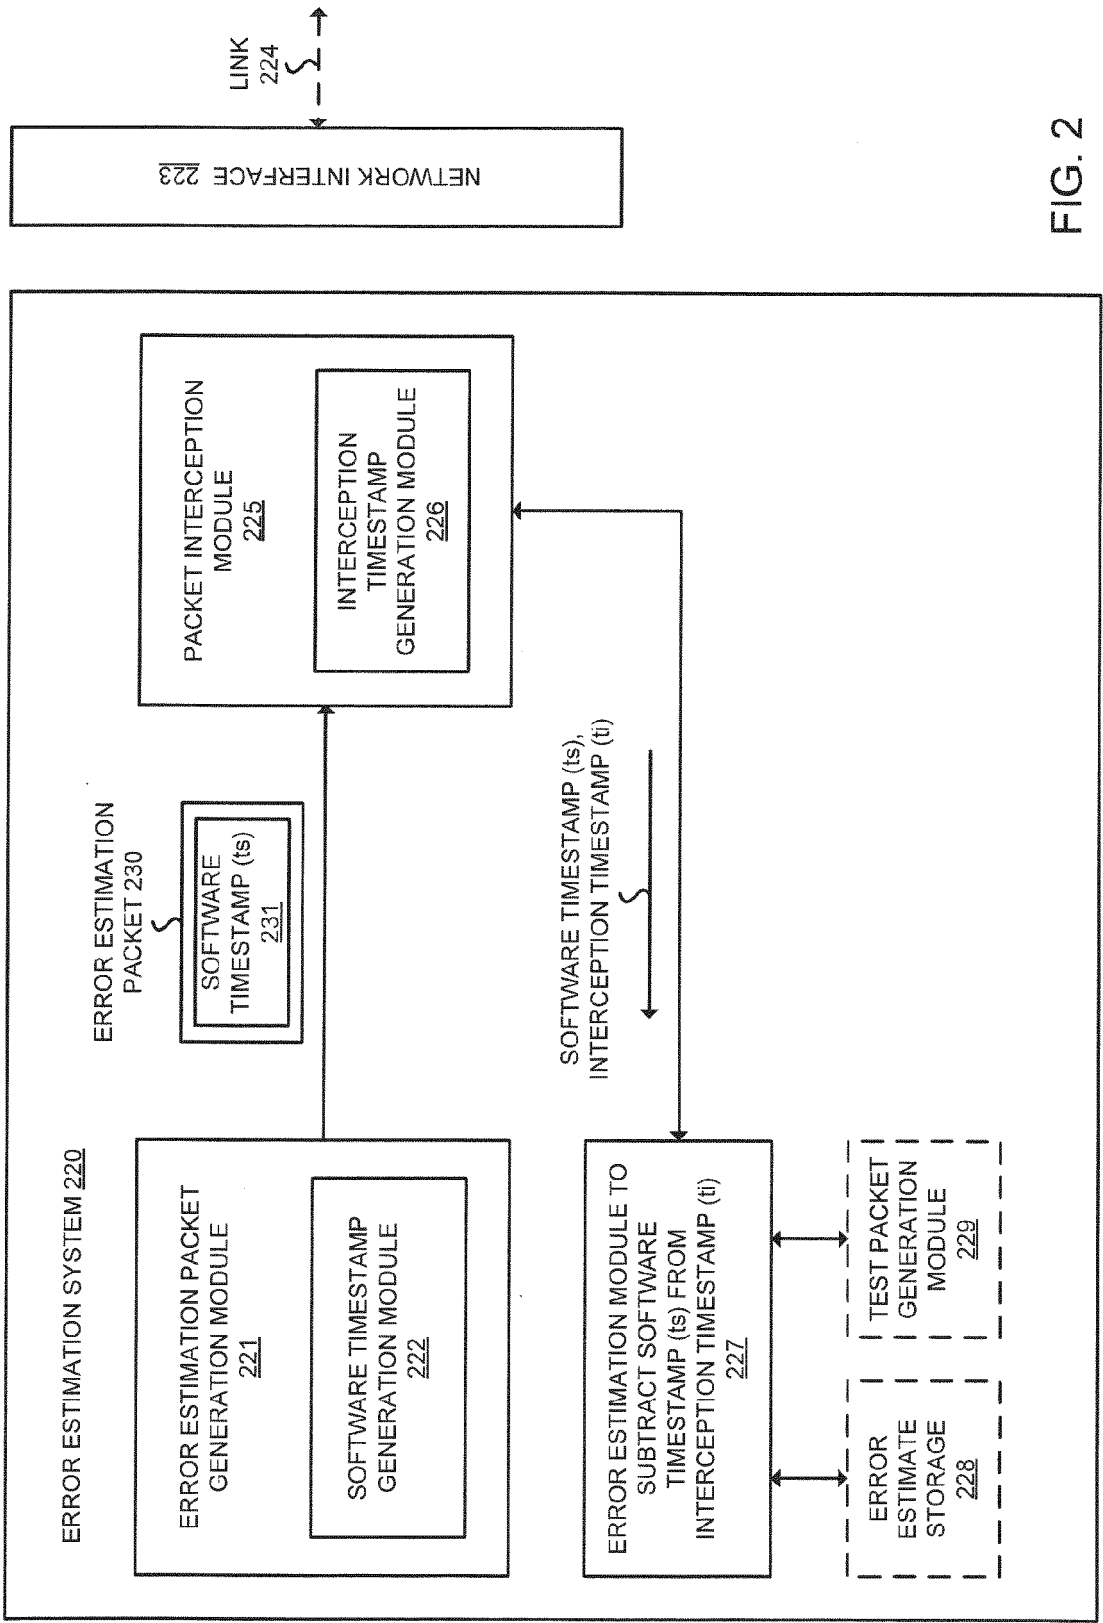 ERROR ESTIMATION SYSTEM 220
ERROR ESTIMATION PACKET
GENERATION MODULE
221
SOFTWARE TIMESTAMP
GENERATION MODULE
222
ERROR ESTIMATION
PACKET 230
SOFTWARE
TIMESTAMP (ts)
231
PACKET INTERCEPTION
MODULE
225
INTERCEPTION
TIMESTAMP
GENERATION MODULE
226
NETWORK INTERFACE 223
LINK
224
SOFTWARE TIMESTAMP (ts),
INTERCEPTION TIMESTAMP (ti)
ERROR ESTIMATION MODULE TO
SUBTRACT SOFTWARE
TIMESTAMP (ts) FROM
INTERCEPTION TIMESTAMP (ti)
227
ERROR
ESTIMATE
STORAGE
228
TEST PACKET
GENERATION
MODULE
229
FIG. 2